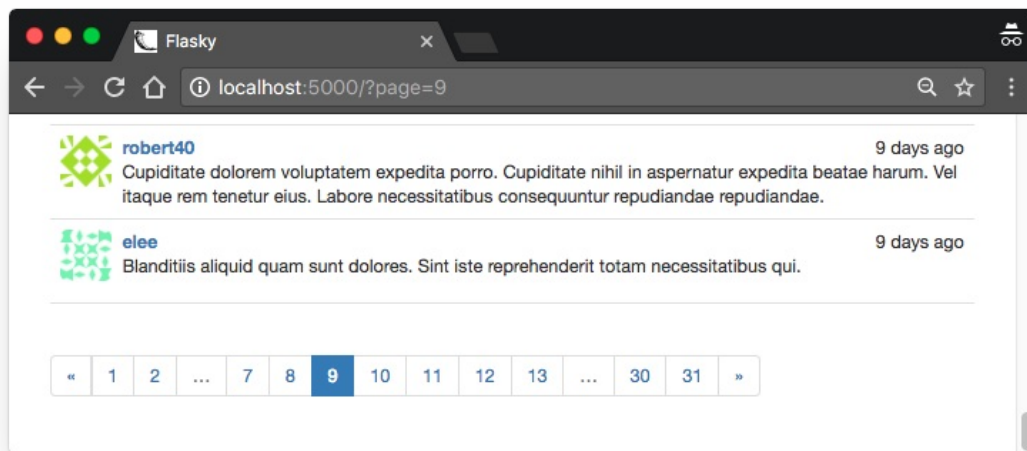 Flasky
localhost:5000/?page=9
robert40 9 days ago
Cupiditate dolorem voluptatem expedita porro. Cupiditate nihil in aspernatur expedita beatae harum. Vel
itaque rem tenetur eius. Labore necessitatibus consequuntur repudiandae repudiandae.
elee 9 days ago
Blanditiis aliquid quam sunt dolores. Sint iste reprehenderit totam necessitatibus qui.
« 1 2 ... 7 8 9 10 11 12 13 ... 30 31 »